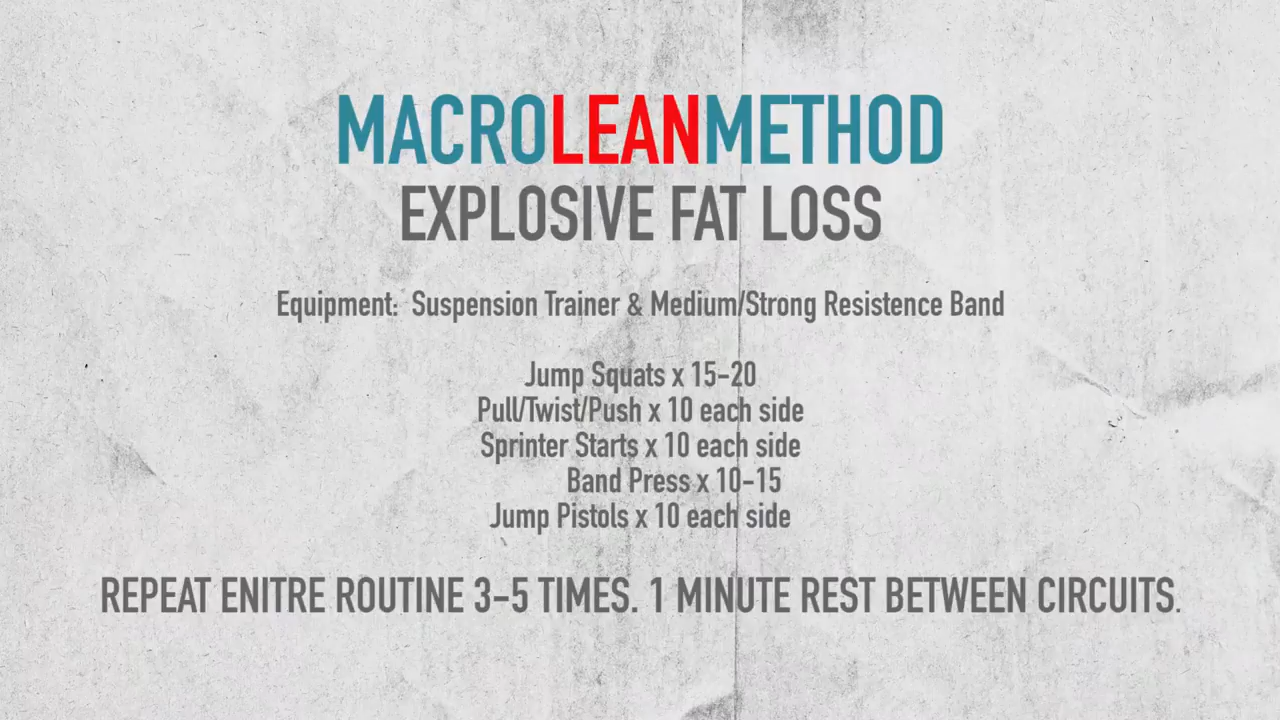 MACROLEANMETHOD
EXPLOSIVE FAT LOSS
Equipment: Suspension Trainer & Medium/Strong Resistence Band
Jump Squats x 15-20
Pull/Twist/Push x 10 each side
Sprinter Starts x 10 each side
Band Press x 10-15
Jump Pistols x 10 each side
REPEAT ENITRE ROUTINE 3-5 TIMES. 1 MINUTE REST BETWEEN CIRCUITS.